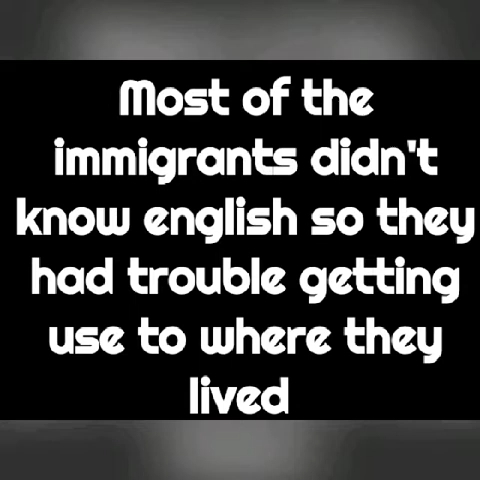 Most of the
immigrants didn't
know english so they
had trouble getting
use to where they
lived